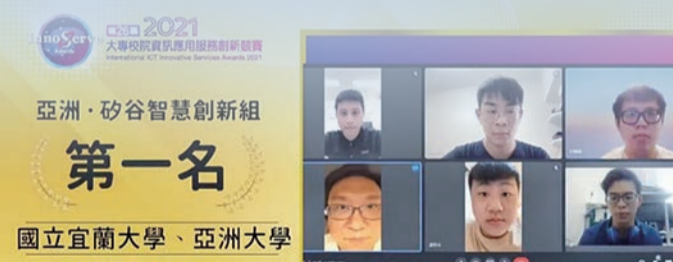 InnoServe
Awards
第26屆 2021
大專校院資訊應用服務創新競賽
International ICT Innovative Services Awards 2021
亞洲·矽谷智慧創新組
第一名
國立宜蘭大學、亞洲大學